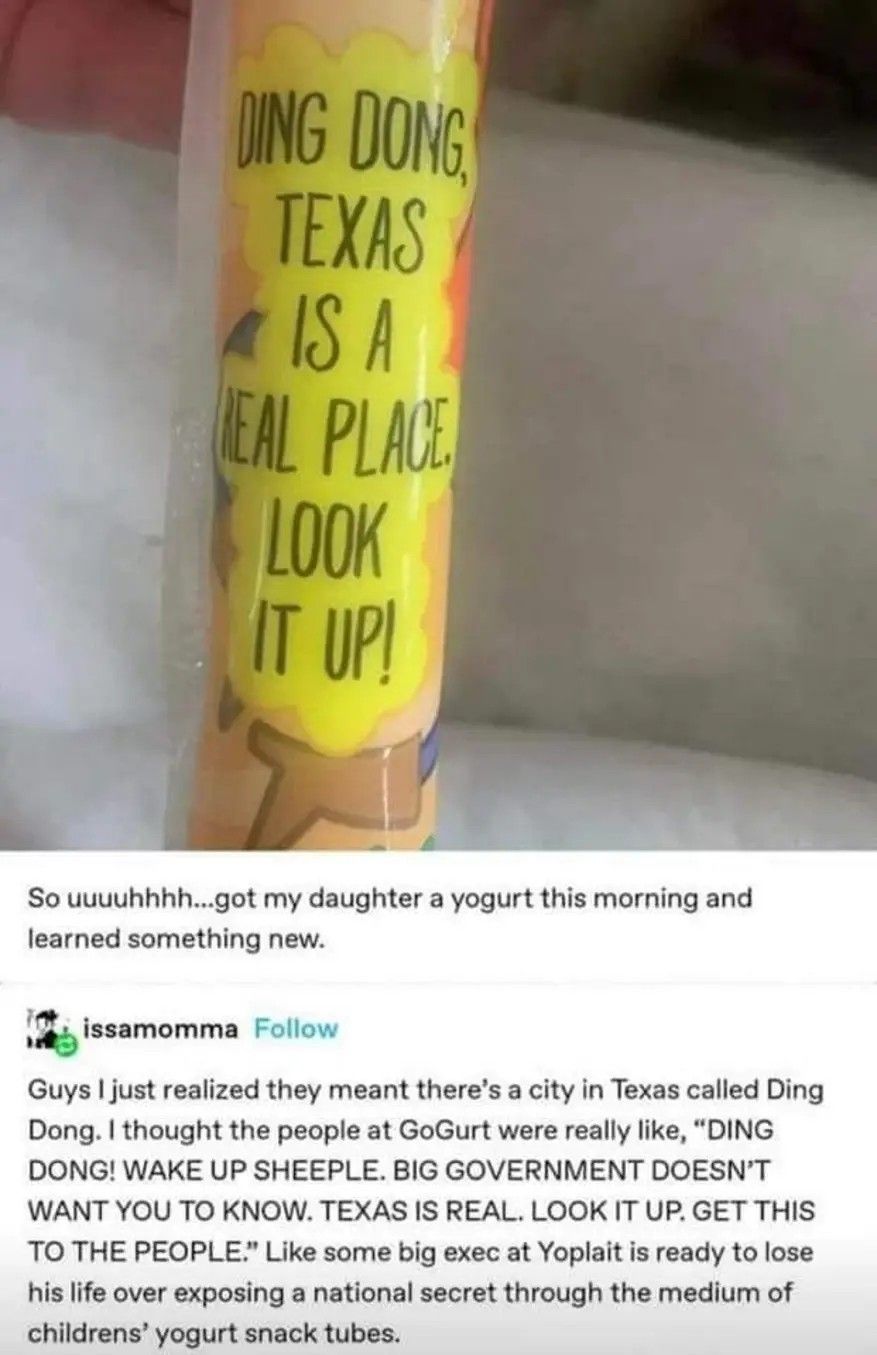 DING DONG,
TEXAS
IS A
REAL PLACE.
LOOK
IT UP!
So uuuuhhhh...got my daughter a yogurt this morning and
learned something new.
issamomma Follow
Guys I just realized they meant there's a city in Texas called Ding
Dong. I thought the people at GoGurt were really like, “DING
DONG! WAKE UP SHEEPLE. BIG GOVERNMENT DOESN'T
WANT YOU TO KNOW. TEXAS IS REAL. LOOK IT UP. GET THIS
TO THE PEOPLE.” Like some big exec at Yoplait is ready to lose
his life over exposing a national secret through the medium of
childrens' yogurt snack tubes.